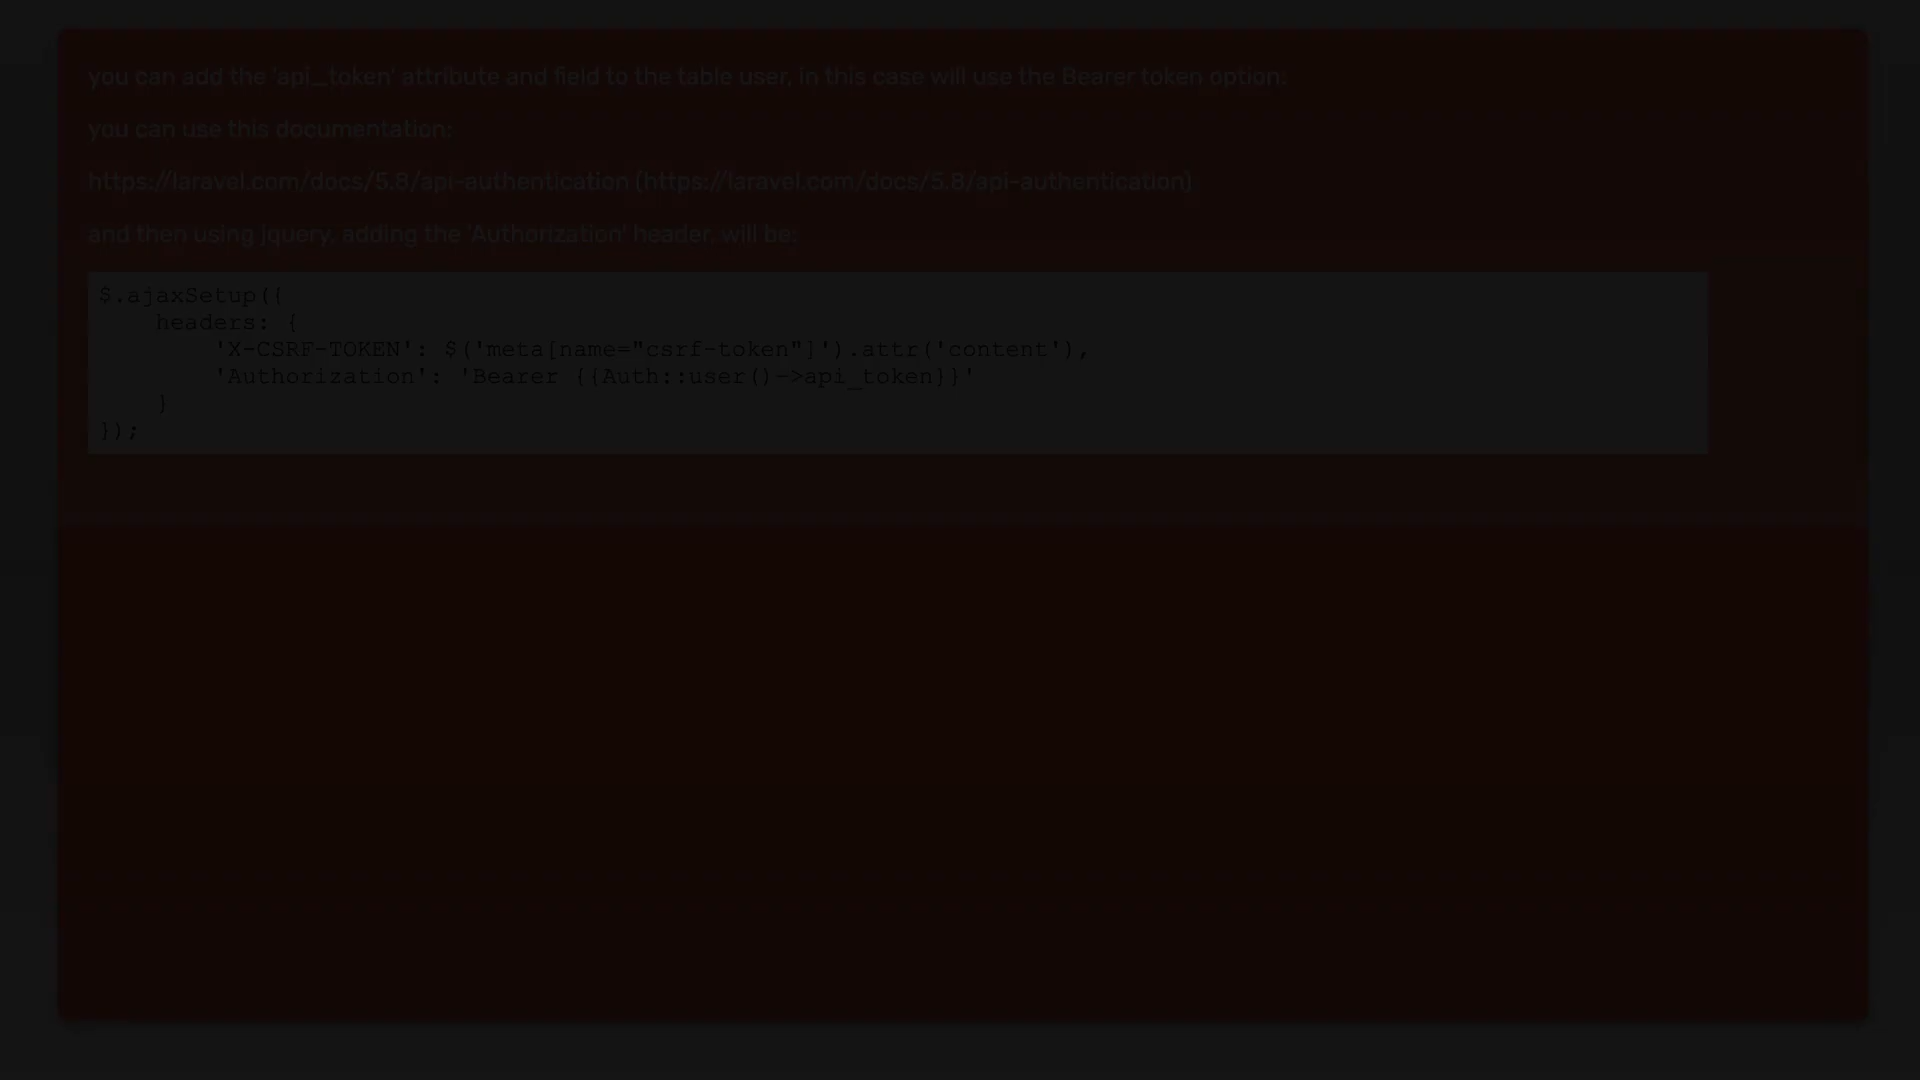 you can add the 'api_token' attribute and field to the table user, in this case will use the Bearer token option:
you can use this documentation:
https://laravel.com/docs/5.8/api-authentication (https://laravel.com/docs/5.8/api-authentication)
and then using jquery, adding the 'Authorization' header, will be:
$.ajaxSetup({
    headers: {
        'X-CSRF-TOKEN': $('meta[name="csrf-token"]').attr('content'),
        'Authorization': 'Bearer {{Auth::user()->api_token}}'
    }
});